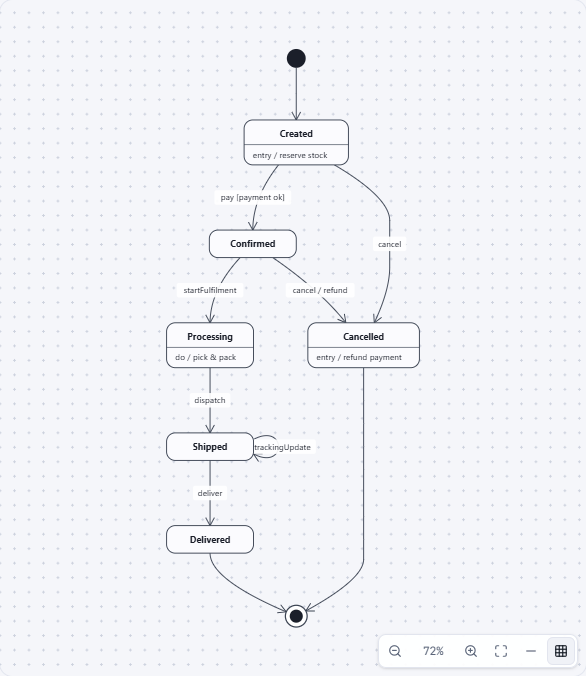 Created
entry / reserve stock
pay [payment ok]
Confirmed
cancel
startFulfilment
cancel / refund
Processing
do / pick & pack
Cancelled
entry / refund payment
dispatch
Shipped
trackingUpdate
deliver
Delivered
72%